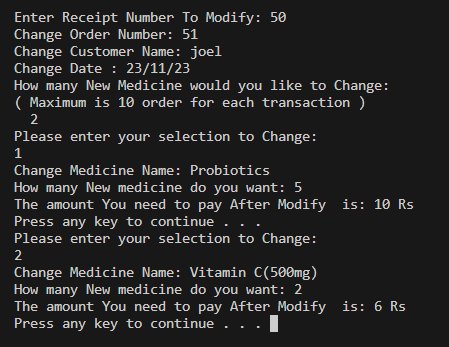 Enter Receipt Number To Modify: 50
Change Order Number: 51
Change Customer Name: joel
Change Date : 23/11/23
How many New Medicine would you like to Change:
( Maximum is 10 order for each transaction )
2
Please enter your selection to Change:
1
Change Medicine Name: Probiotics
How many New medicine do you want: 5
The amount You need to pay After Modify  is: 10 Rs
Press any key to continue . . .
Please enter your selection to Change:
2
Change Medicine Name: Vitamin C(500mg)
How many New medicine do you want: 2
The amount You need to pay After Modify  is: 6 Rs
Press any key to continue . . .